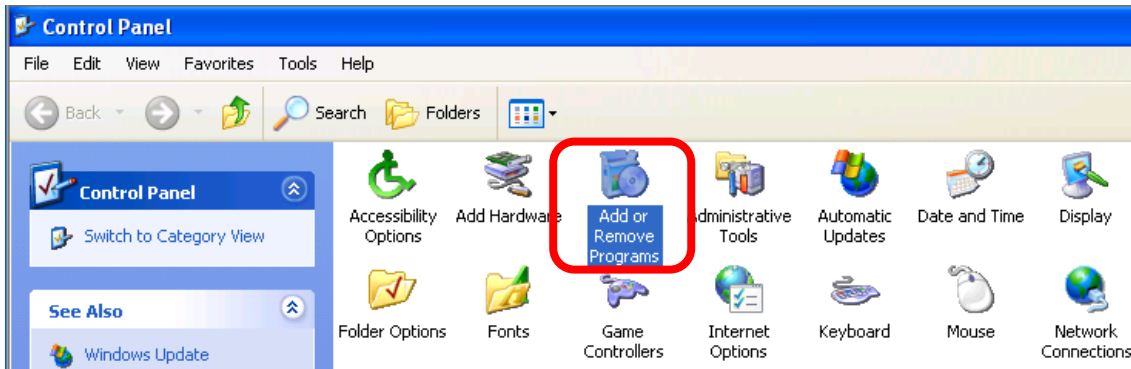 Control Panel
File Edit View Favorites Tools Help
Back Search Folders
Control Panel
Switch to Category View
See Also
Windows Update
Accessibility Options
Add Hardware
Add or Remove Programs
Administrative Tools
Automatic Updates
Date and Time
Display
Folder Options
Fonts
Game Controllers
Internet Options
Keyboard
Mouse
Network Connections